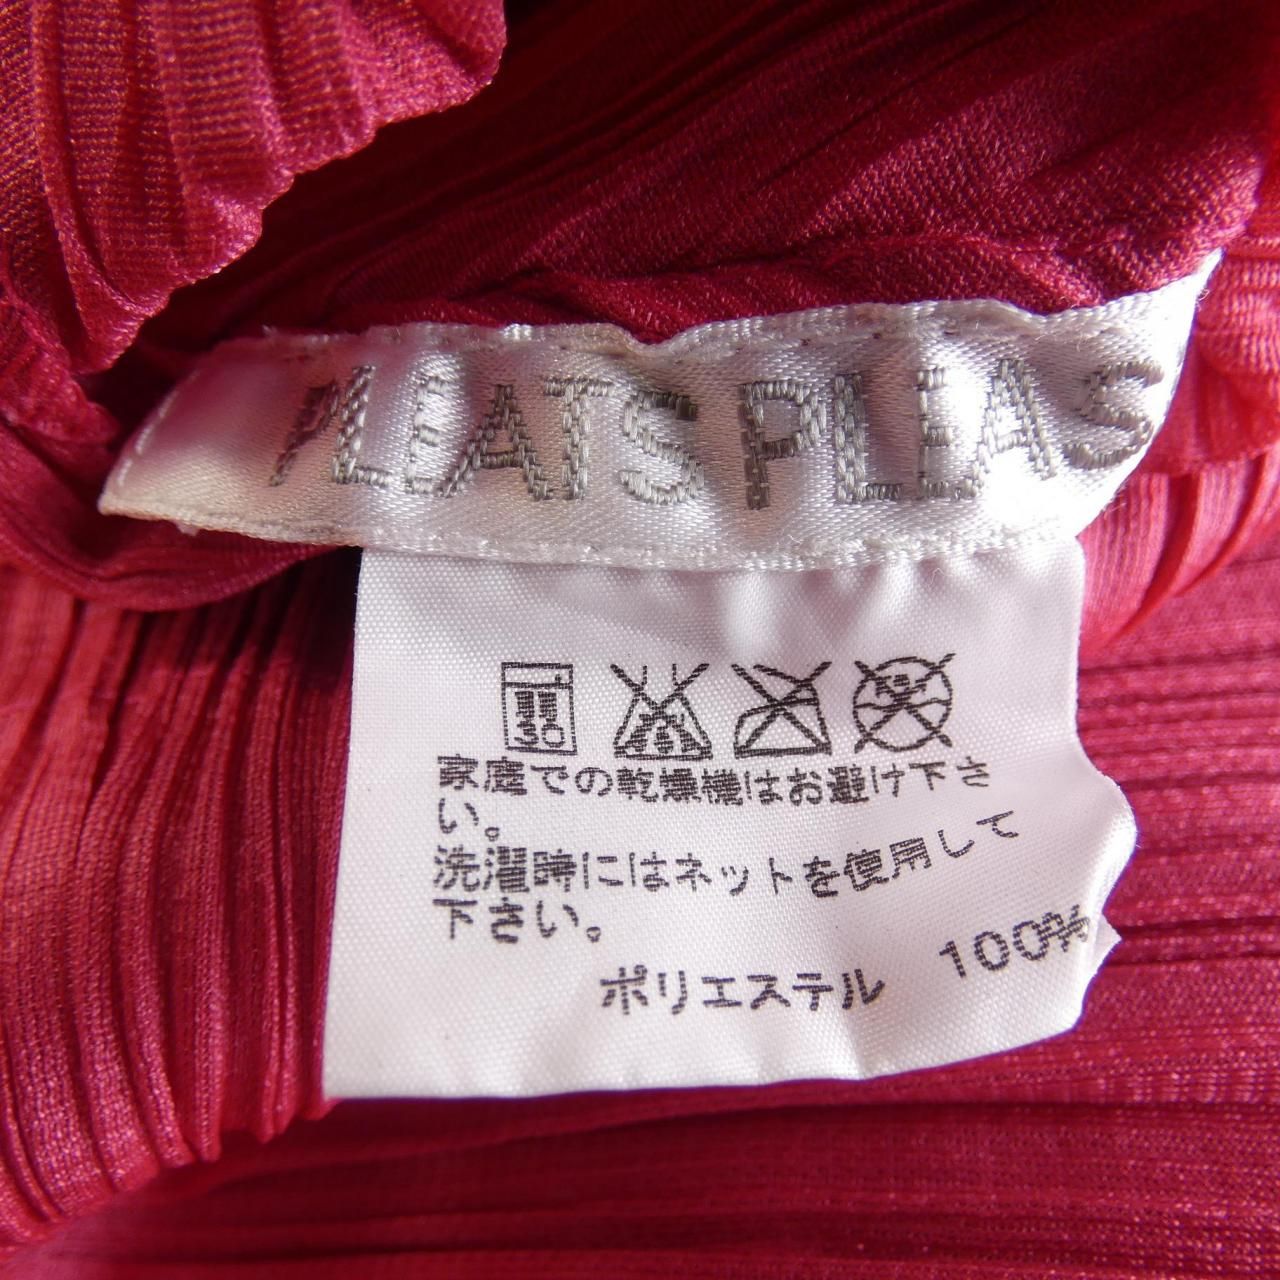 PLEATS PLEAS
30
家庭での乾燥機はお避け下さ
い。
洗濯時にはネットを使用して
下さい。
ポリエステル 100%